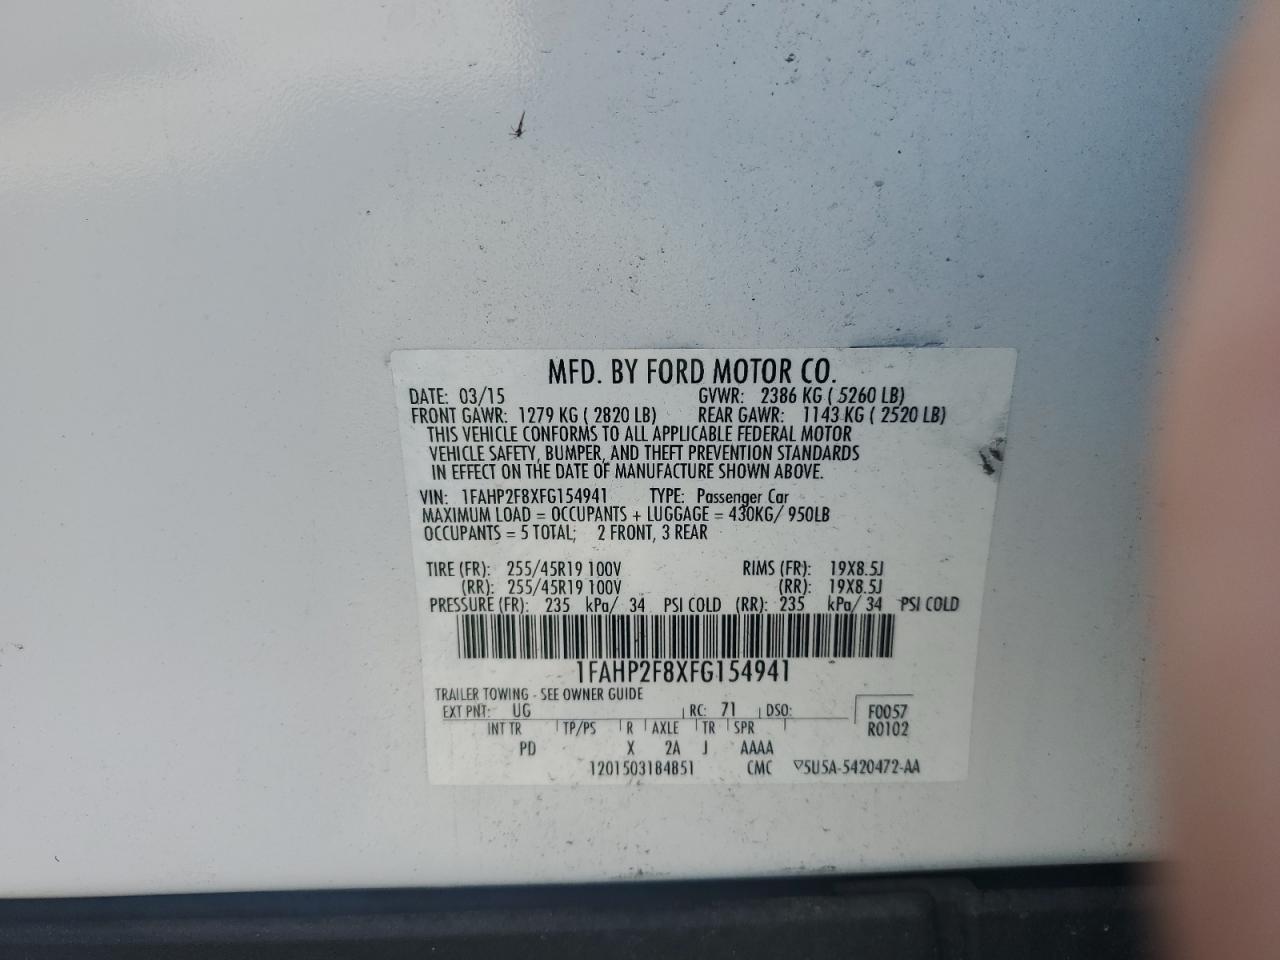 MFD. BY FORD MOTOR CO.
DATE: 03/15 GVWR: 2386 KG ( 5260 LB)
FRONT GAWR: 1279 KG ( 2820 LB) REAR GAWR: 1143 KG ( 2520 LB)
THIS VEHICLE CONFORMS TO ALL APPLICABLE FEDERAL MOTOR
VEHICLE SAFETY, BUMPER, AND THEFT PREVENTION STANDARDS
IN EFFECT ON THE DATE OF MANUFACTURE SHOWN ABOVE.
VIN: 1FAHP2F8XFG154941 TYPE: Passenger Car
MAXIMUM LOAD = OCCUPANTS + LUGGAGE = 430KG/ 950LB
OCCUPANTS = 5 TOTAL; 2 FRONT, 3 REAR
TIRE (FR): 255/45R19 100V RIMS (FR): 19X8.5J
(RR): 255/45R19 100V (RR): 19X8.5J
PRESSURE (FR): 235 kPa/ 34 PSI COLD (RR): 235 kPa/ 34 PSI COLD
1FAHP2F8XFG154941
TRAILER TOWING - SEE OWNER GUIDE
EXT PNT: UG RC: 71 DSO: F0057
INT TR TP/PS R AXLE TR SPR R0102
PD X 2A J AAAA
1201503184851 CMC ▽5U5A-5420472-AA